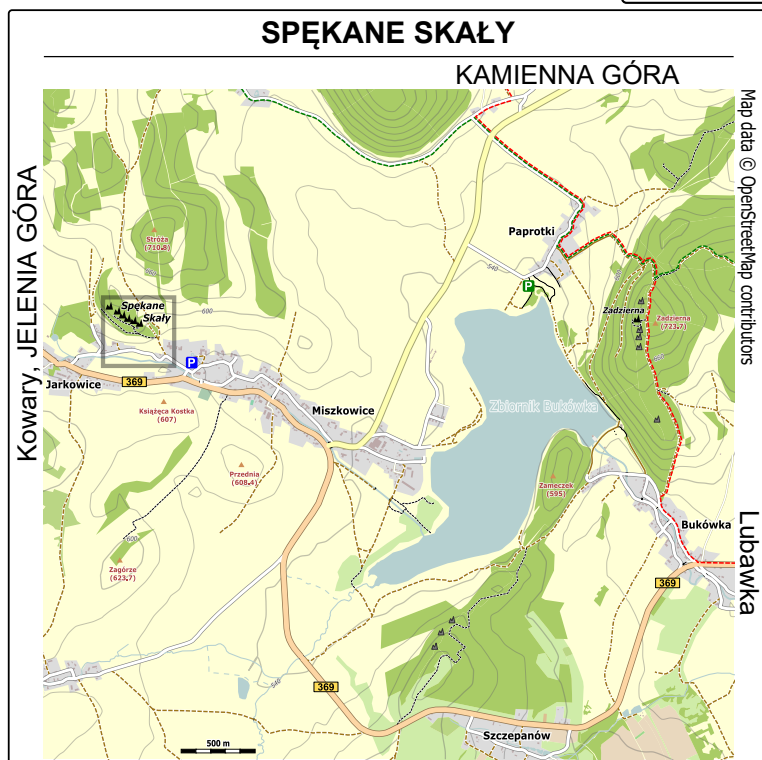 SPĘKANE SKAŁY
KAMIENNA GÓRA
Map data © OpenStreetMap contributors
Kowary, JELENIA GÓRA
Lubawka
Paprotki
Stróża
(710.8)
540
P
600
Spękane
Skały
Zadzierna
Zadzierna
(723.7)
P
Jarkowice
369
Książęca Kostka
(607)
Miszkowice
Zbiornik Bukówka
Przednia
(608.4)
Zameczek
(595)
Bukówka
600
Zagórze
(623.7)
369
540
369
Szczepanów
500 m